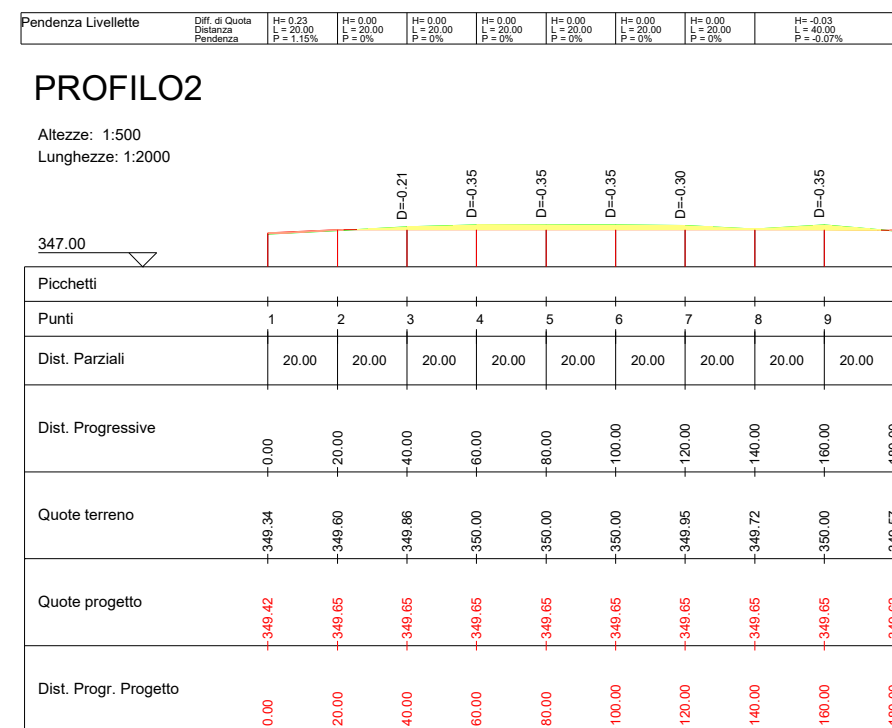 Pendenza Livellette
Diff. di Quota H= 0.23 H= 0.00 H= 0.00 H= 0.00 H= 0.00 H= 0.00 H= 0.00 H= -0.03
Distanza L = 20.00 L = 20.00 L = 20.00 L = 20.00 L = 20.00 L = 20.00 L = 20.00 L = 40.00
Pendenza P = 1.15% P = 0% P = 0% P = 0% P = 0% P = 0% P = 0% P = -0.07%
PROFILO2
Altezze: 1:500
Lunghezze: 1:2000
D=-0.21 D=-0.35 D=-0.35 D=-0.35 D=-0.30 D=-0.35
347.00
Picchetti
Punti 1 2 3 4 5 6 7 8 9
Dist. Parziali 20.00 20.00 20.00 20.00 20.00 20.00 20.00 20.00 20.00
Dist. Progressive 0.00 20.00 40.00 60.00 80.00 100.00 120.00 140.00 160.00
Quote terreno 349.34 349.60 349.86 350.00 350.00 350.00 349.95 349.72 350.00
Quote progetto 349.42 349.65 349.65 349.65 349.65 349.65 349.65 349.65 349.65
Dist. Progr. Progetto 0.00 20.00 40.00 60.00 80.00 100.00 120.00 140.00 160.00